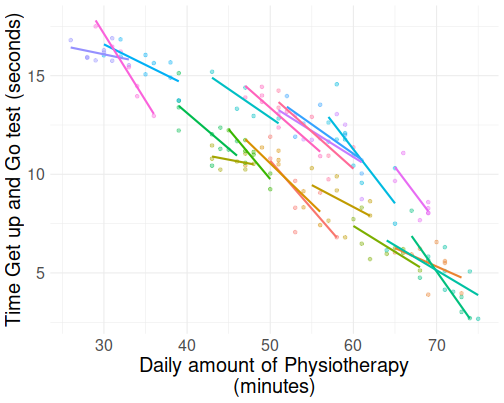 Time Get up and Go test (seconds)
15
10
5
30 40 50 60 70
Daily amount of Physiotherapy
(minutes)